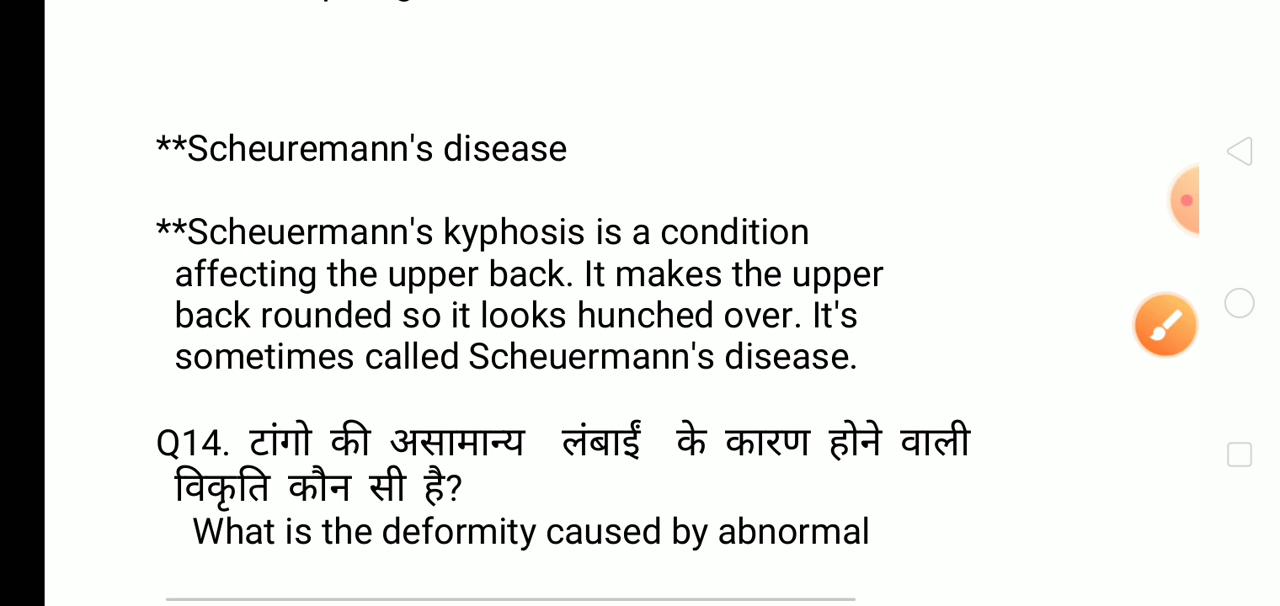 **Scheuremann's disease
**Scheuermann's kyphosis is a condition
affecting the upper back. It makes the upper
back rounded so it looks hunched over. It's
sometimes called Scheuermann's disease.
Q14. टांगो की असामान्य लंबाईं के कारण होने वाली
विकृति कौन सी है?
What is the deformity caused by abnormal